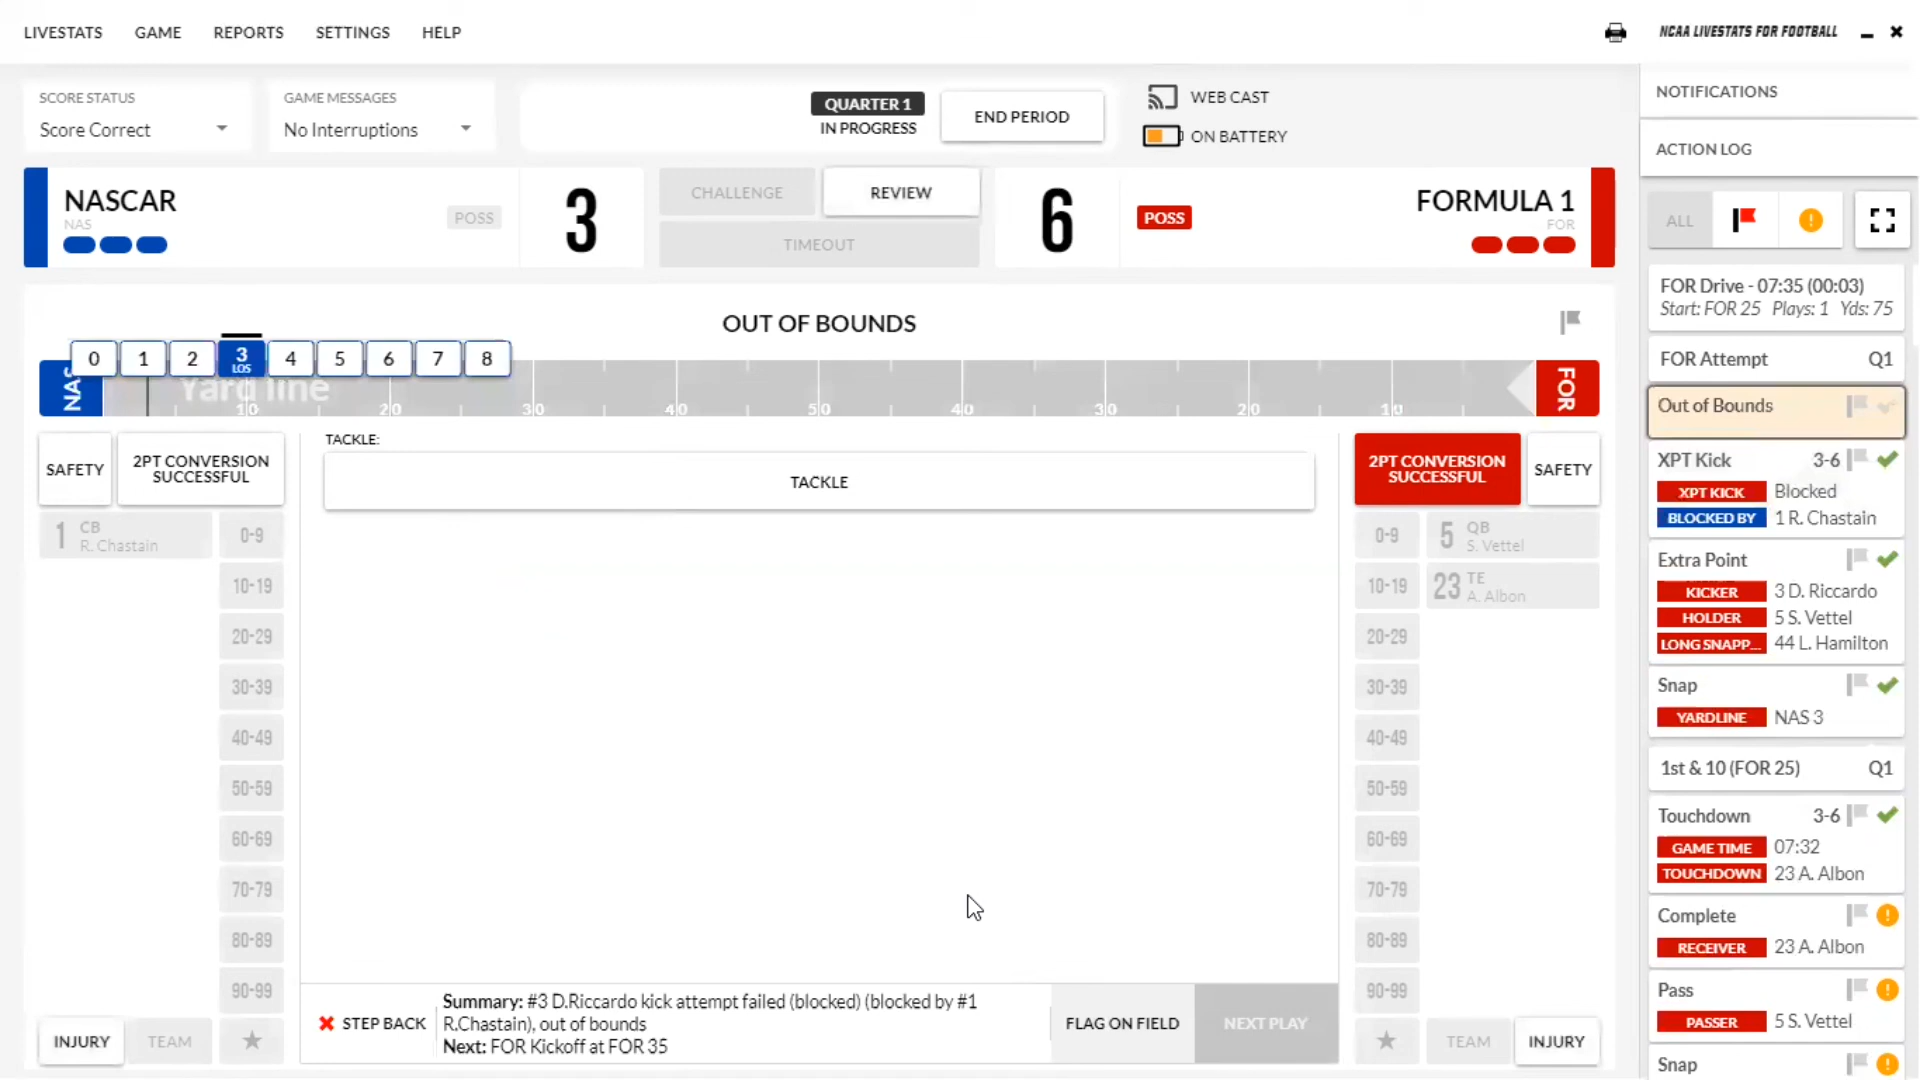 LIVESTATS GAME REPORTS SETTINGS HELP
NCAA LIVESTATS FOR FOOTBALL
SCORE STATUS
Score Correct
GAME MESSAGES
No Interruptions
QUARTER 1
IN PROGRESS
END PERIOD
WEB CAST
ON BATTERY
NASCAR
NAS
POSS
3
CHALLENGE
REVIEW
TIMEOUT
6
POSS
FORMULA 1
FOR
OUT OF BOUNDS
0 1 2 3 4 5 6 7 8
LOS
NAS
Yard line
10 20 30 40 50 40 30 20 10
FOR
SAFETY
2PT CONVERSION
SUCCESSFUL
1 CB
R. Chastain
0-9
10-19
20-29
30-39
40-49
50-59
60-69
70-79
80-89
90-99
INJURY TEAM
TACKLE:
TACKLE
STEP BACK
Summary: #3 D.Riccardo kick attempt failed (blocked) (blocked by #1
R.Chastain), out of bounds
Next: FOR Kickoff at FOR 35
FLAG ON FIELD
NEXT PLAY
2PT CONVERSION
SUCCESSFUL
SAFETY
0-9
10-19
20-29
30-39
40-49
50-59
60-69
70-79
80-89
90-99
5 QB
S. Vettel
23 TE
A. Albon
TEAM INJURY
NOTIFICATIONS
ACTION LOG
ALL
FOR Drive - 07:35 (00:03)
Start: FOR 25 Plays: 1 Yds: 75
FOR Attempt Q1
Out of Bounds
XPT Kick 3-6
XPT KICK Blocked
BLOCKED BY 1 R. Chastain
Extra Point
KICKER 3 D. Riccardo
HOLDER 5 S. Vettel
LONG SNAPP... 44 L. Hamilton
Snap
YARDLINE NAS 3
1st & 10 (FOR 25) Q1
Touchdown 3-6
GAME TIME 07:32
TOUCHDOWN 23 A. Albon
Complete
RECEIVER 23 A. Albon
Pass
PASSER 5 S. Vettel
Snap